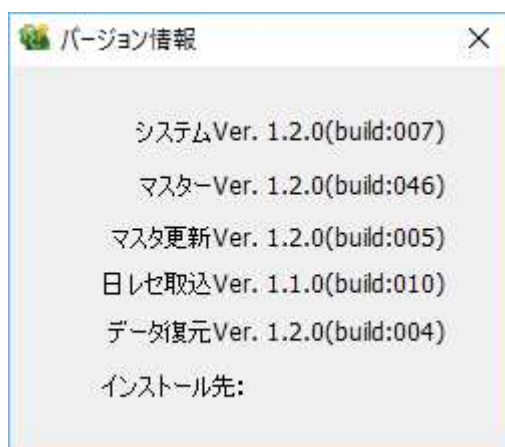 バージョン情報
システムVer. 1.2.0(build:007)
マスターVer. 1.2.0(build:046)
マスタ更新Ver. 1.2.0(build:005)
日レセ取込Ver. 1.1.0(build:010)
データ復元Ver. 1.2.0(build:004)
インストール先: